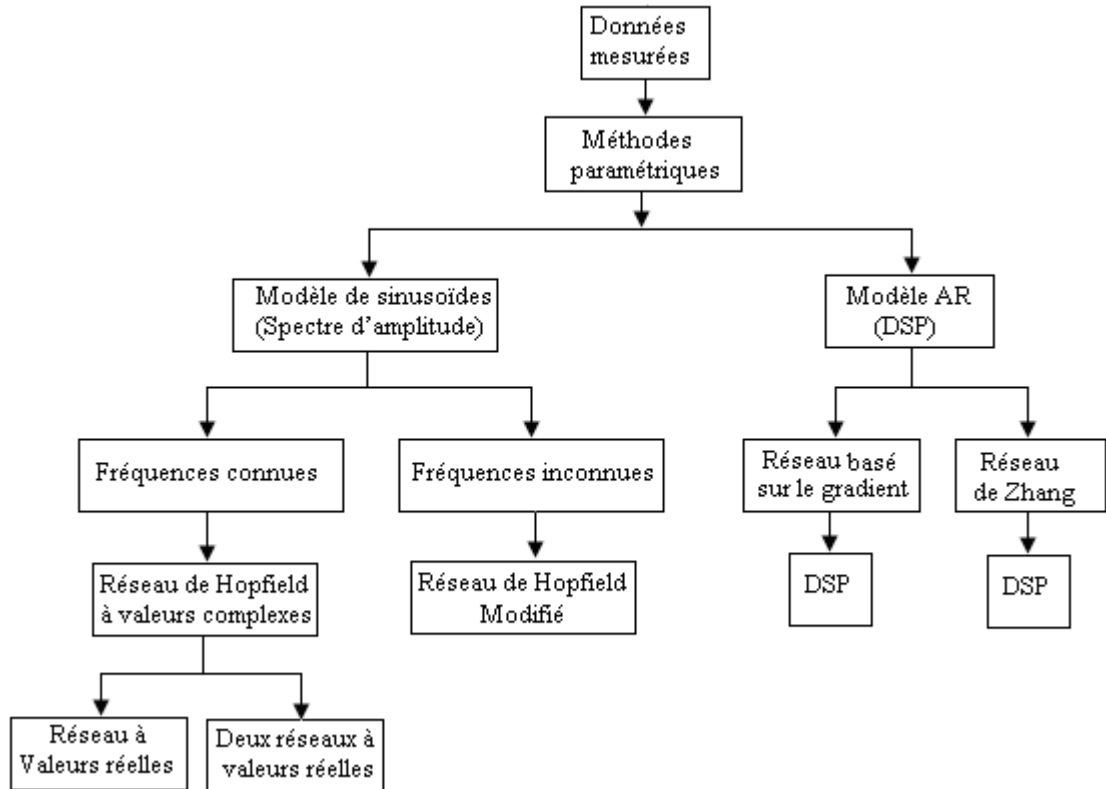 Données
mesurées
Méthodes
paramétriques
Modèle de sinusoïdes
(Spectre d'amplitude)
Modèle AR
(DSP)
Fréquences connues
Fréquences inconnues
Réseau basé
sur le gradient
Réseau
de Zhang
Réseau de Hopfield
à valeurs complexes
Réseau de Hopfield
Modifié
DSP
DSP
Réseau à
Valeurs réelles
Deux réseaux à
valeurs réelles